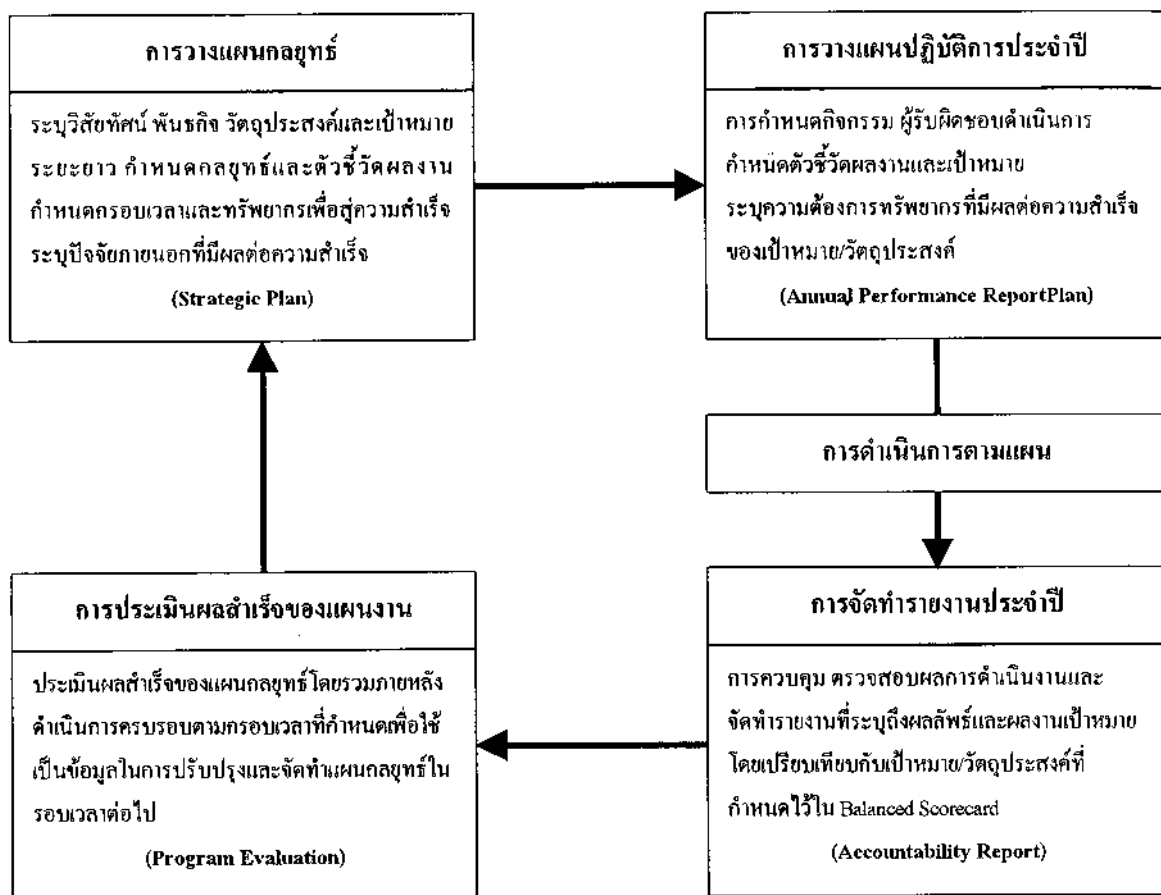 การวางแผนกลยุทธ์
ระบุวิสัยทัศน์ พันธกิจ วัตถุประสงค์และเป้าหมาย
ระยะยาว กำหนดกลยุทธ์และตัวชี้วัดผลงาน
กำหนดกรอบเวลาและทรัพยากรเพื่อสู่ความสำเร็จ
ระบุปัจจัยภายนอกที่มีผลต่อความสำเร็จ
(Strategic Plan)
การวางแผนปฏิบัติการประจำปี
การกำหนดกิจกรรม ผู้รับผิดชอบดำเนินการ
กำหนดตัวชี้วัดผลงานและเป้าหมาย
ระบุความต้องการทรัพยากรที่มีผลต่อความสำเร็จ
ของเป้าหมาย/วัตถุประสงค์
(Annual Performance ReportPlan)
การดำเนินการตามแผน
การจัดทำรายงานประจำปี
การควบคุม ตรวจสอบผลการดำเนินงานและ
จัดทำรายงานที่ระบุถึงผลลัพธ์และผลงานเป้าหมาย
โดยเปรียบเทียบกับเป้าหมาย/วัตถุประสงค์ที่
กำหนดไว้ใน Balanced Scorecard
(Accountability Report)
การประเมินผลสำเร็จของแผนงาน
ประเมินผลสำเร็จของแผนกลยุทธ์โดยรวมภายหลัง
ดำเนินการครบรอบตามกรอบเวลาที่กำหนดเพื่อใช้
เป็นข้อมูลในการปรับปรุงและจัดทำแผนกลยุทธ์ใน
รอบเวลาต่อไป
(Program Evaluation)